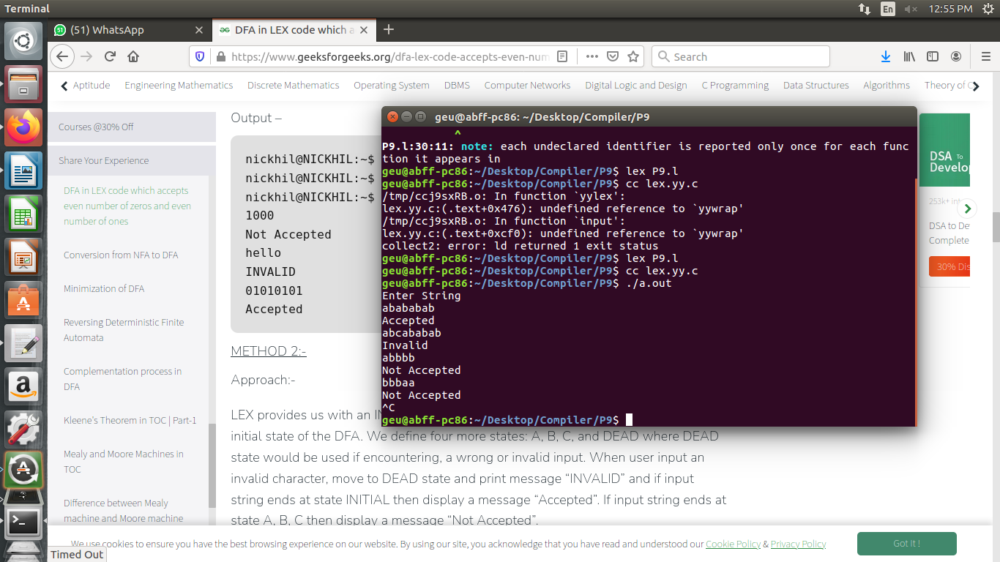 Terminal
En
12:55 PM
(51) WhatsApp
DFA in LEX code which a
https://www.geeksforgeeks.org/dfa-lex-code-accepts-even-num
Search
Aptitude
Engineering Mathematics
Discrete Mathematics
Operating System
DBMS
Computer Networks
Digital Logic and Design
C Programming
Data Structures
Algorithms
Theory of C
Courses @30% Off
Share Your Experience
DFA in LEX code which accepts
even number of zeros and even
number of ones
Conversion from NFA to DFA
Minimization of DFA
Reversing Deterministic Finite
Automata
Complementation process in
DFA
Kleene's Theorem in TOC | Part-1
Mealy and Moore Machines in
TOC
Difference between Mealy
machine and Moore machine
Output –
nickhil@NICKHIL:~$
nickhil@NICKHIL:~$
nickhil@NICKHIL:~$
1000
Not Accepted
hello
INVALID
01010101
Accepted
METHOD 2:-
Approach:-
LEX provides us with an IN
initial state of the DFA. We define four more states: A, B, C, and DEAD where DEAD
state would be used if encountering, a wrong or invalid input. When user input an
invalid character, move to DEAD state and print message “INVALID” and if input
string ends at state INITIAL then display a message “Accepted”. If input string ends at
state A, B, C then display a message “Not Accepted”.
geu@abff-pc86: ~/Desktop/Compiler/P9
^
P9.l:30:11: note: each undeclared identifier is reported only once for each func
tion it appears in
geu@abff-pc86:~/Desktop/Compiler/P9$ lex P9.l
geu@abff-pc86:~/Desktop/Compiler/P9$ cc lex.yy.c
/tmp/ccj9sxRB.o: In function `yylex':
lex.yy.c:(.text+0x476): undefined reference to `yywrap'
/tmp/ccj9sxRB.o: In function `input':
lex.yy.c:(.text+0xcf0): undefined reference to `yywrap'
collect2: error: ld returned 1 exit status
geu@abff-pc86:~/Desktop/Compiler/P9$ lex P9.l
geu@abff-pc86:~/Desktop/Compiler/P9$ cc lex.yy.c
geu@abff-pc86:~/Desktop/Compiler/P9$ ./a.out
Enter String
abababab
Accepted
abcababab
Invalid
abbbb
Not Accepted
bbbaa
Not Accepted
^C
geu@abff-pc86:~/Desktop/Compiler/P9$
DSA To
Develop
253k+ int
DSA to De
Complete
30% Dis
We use cookies to ensure you have the best browsing experience on our website. By using our site, you acknowledge that you have read and understood our Cookie Policy & Privacy Policy
Got It !
Timed Out